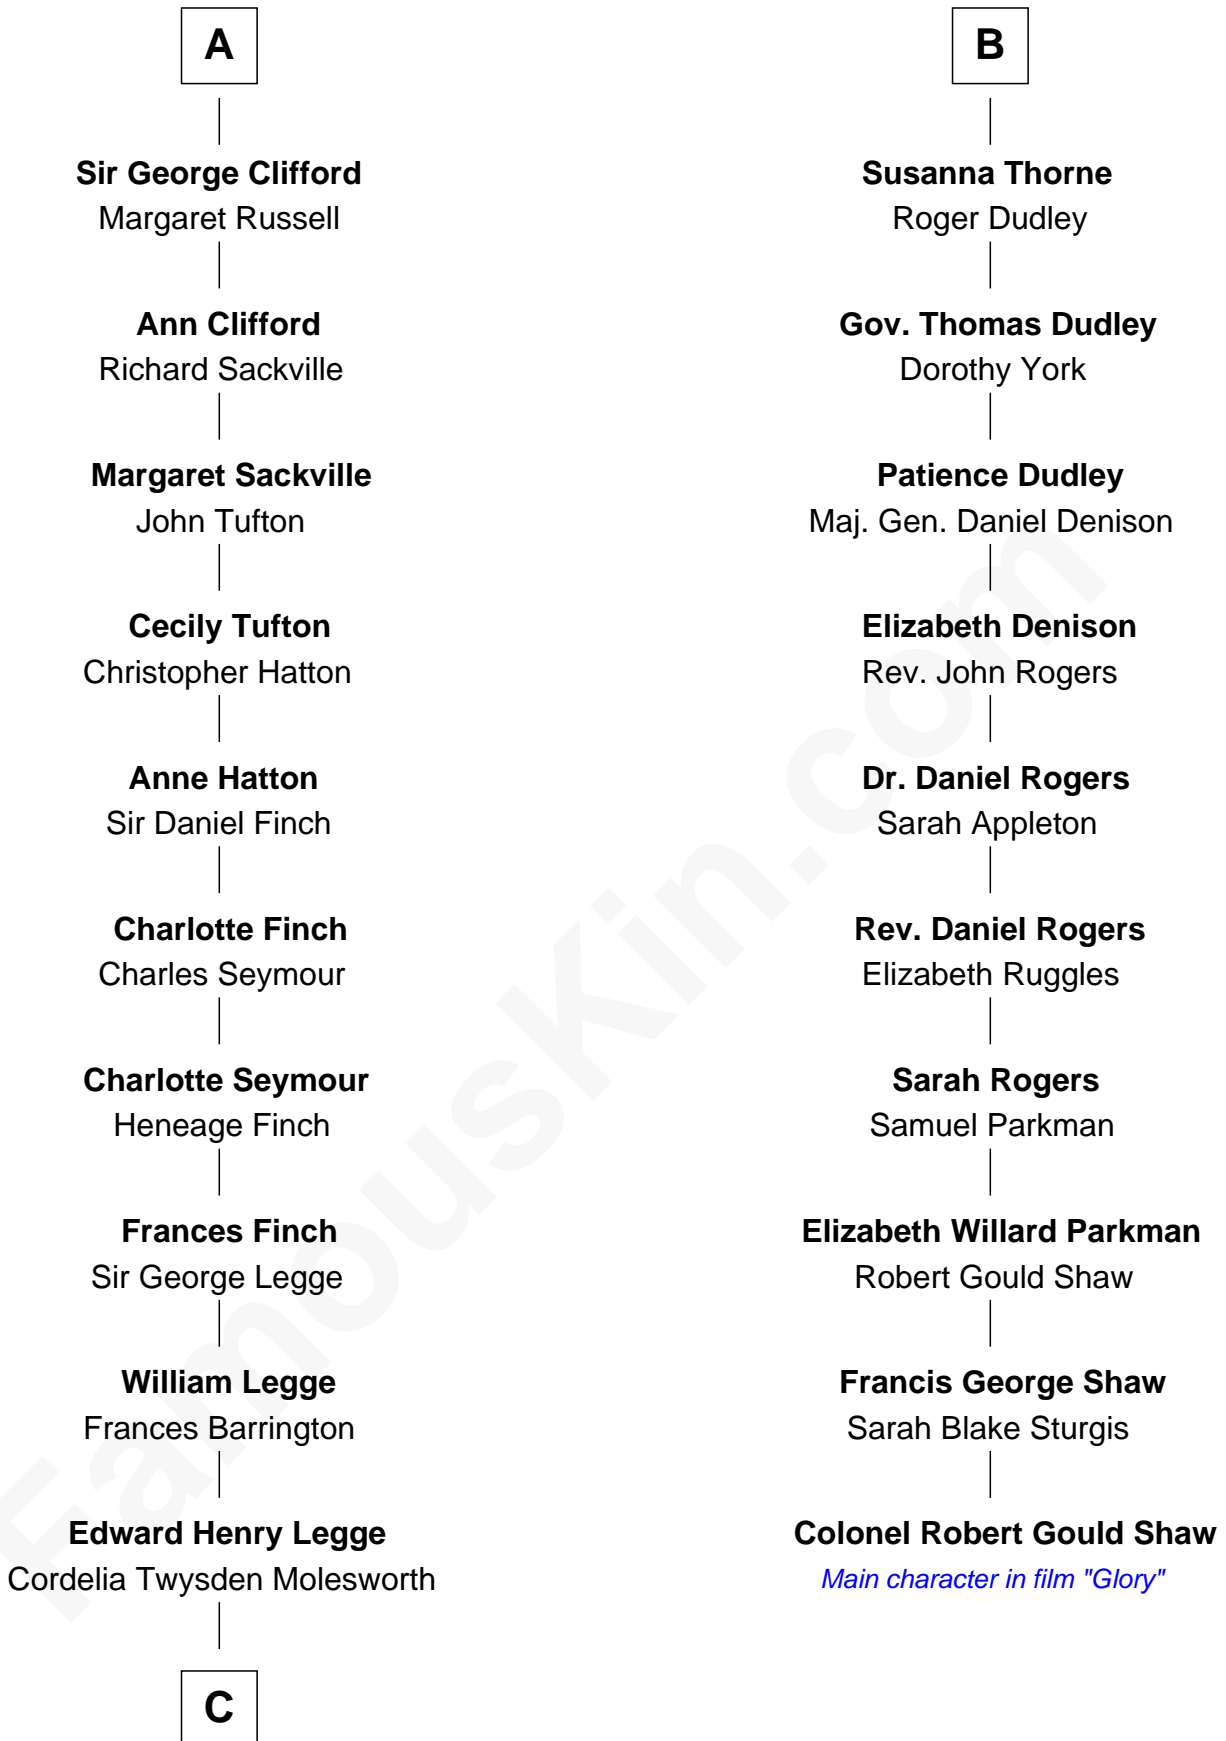 A
Sir George Clifford
Margaret Russell
Ann Clifford
Richard Sackville
Margaret Sackville
John Tufton
Cecily Tufton
Christopher Hatton
Anne Hatton
Sir Daniel Finch
Charlotte Finch
Charles Seymour
Charlotte Seymour
Heneage Finch
Frances Finch
Sir George Legge
William Legge
Frances Barrington
Edward Henry Legge
Cordelia Twysden Molesworth
C
B
Susanna Thorne
Roger Dudley
Gov. Thomas Dudley
Dorothy York
Patience Dudley
Maj. Gen. Daniel Denison
Elizabeth Denison
Rev. John Rogers
Dr. Daniel Rogers
Sarah Appleton
Rev. Daniel Rogers
Elizabeth Ruggles
Sarah Rogers
Samuel Parkman
Elizabeth Willard Parkman
Robert Gould Shaw
Francis George Shaw
Sarah Blake Sturgis
Colonel Robert Gould Shaw
Main character in film "Glory"
FamousKin.com